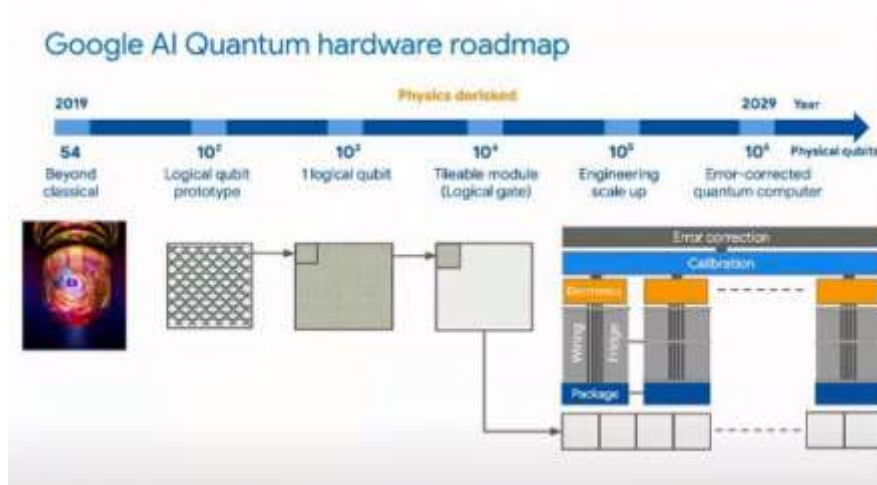 Google AI Quantum hardware roadmap
Physics derisked
2019
2029 Year
54
10²
10³
10⁴
10⁵
10⁶
Physical qubits
Beyond
classical
Logical qubit
prototype
1 logical qubit
Tileable module
(Logical gate)
Engineering
scale up
Error-corrected
quantum computer
Error correction
Calibration
Electronics
Wiring
Fridge
Package